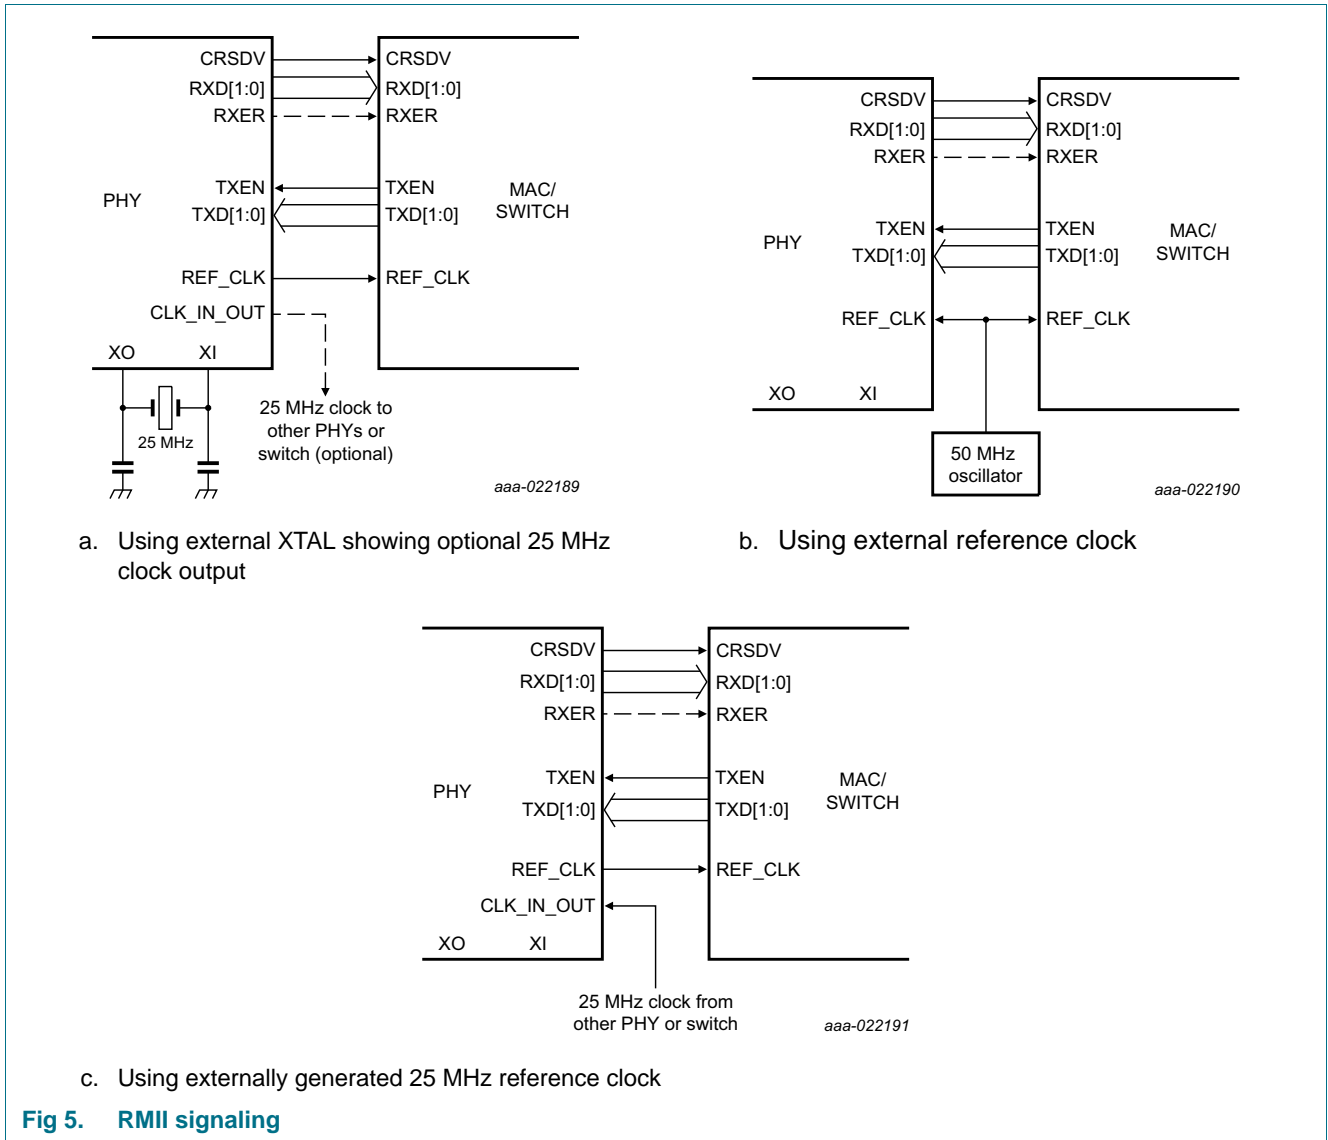 CRSDV CRSDV
RXD[1:0] RXD[1:0]
RXER RXER
TXEN TXEN
PHY
MAC/
SWITCH
TXD[1:0] TXD[1:0]
REF_CLK REF_CLK
CLK_IN_OUT
XO XI
25 MHz
25 MHz clock to
other PHYs or
switch (optional)
aaa-022189
a. Using external XTAL showing optional 25 MHz
clock output
CRSDV CRSDV
RXD[1:0] RXD[1:0]
RXER RXER
TXEN TXEN
PHY
MAC/
SWITCH
TXD[1:0] TXD[1:0]
REF_CLK REF_CLK
XO XI
50 MHz
oscillator
aaa-022190
b. Using external reference clock
CRSDV CRSDV
RXD[1:0] RXD[1:0]
RXER RXER
TXEN TXEN
PHY
MAC/
SWITCH
TXD[1:0] TXD[1:0]
REF_CLK REF_CLK
CLK_IN_OUT
XO XI
25 MHz clock from
other PHY or switch
aaa-022191
c. Using externally generated 25 MHz reference clock
Fig 5. RMII signaling